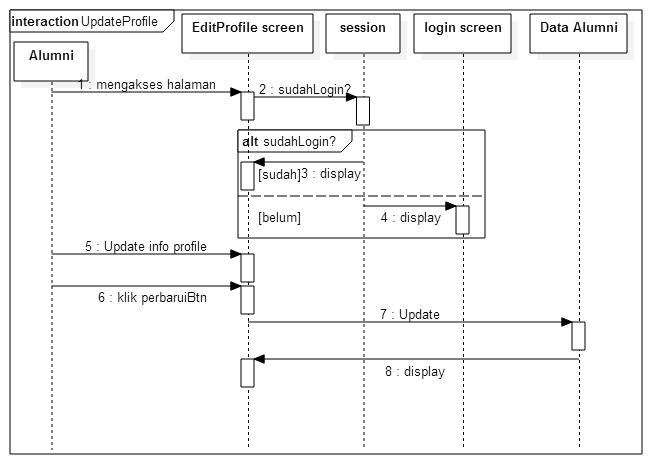 interaction UpdateProfile
EditProfile screen
session
login screen
Data Alumni
Alumni
1 : mengakses halaman
2 : sudahLogin?
alt sudahLogin?
[sudah]
3 : display
4 : display
[belum]
5 : Update info profile
6 : klik perbaruiBtn
7 : Update
8 : display